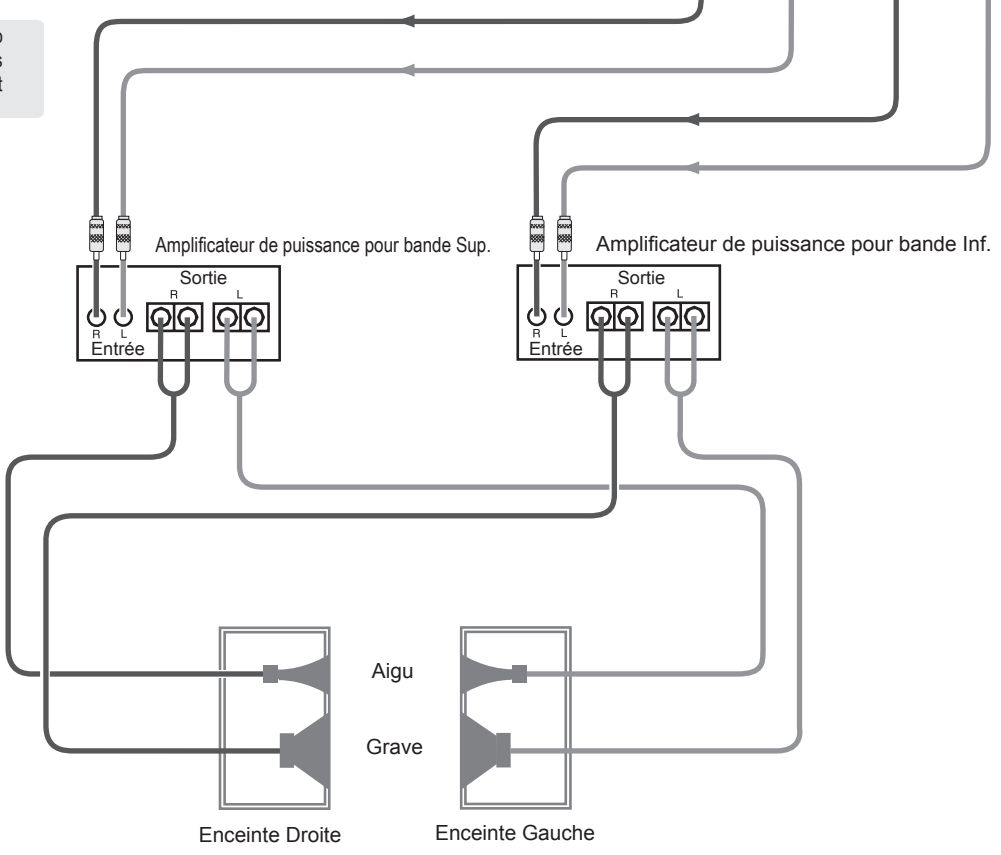 Amplificateur de puissance pour bande Sup.
Amplificateur de puissance pour bande Inf.
Sortie
R L
R L
Entrée
Sortie
R L
R L
Entrée
Aigu
Grave
Enceinte Droite
Enceinte Gauche